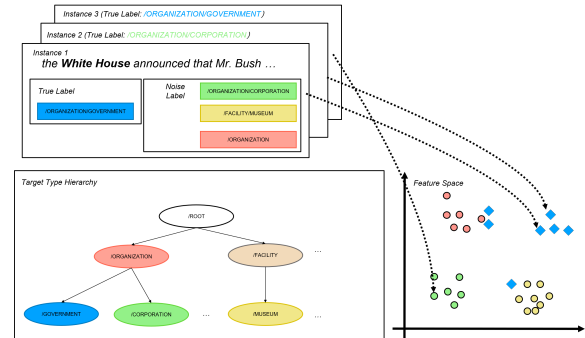 Instance 3 (True Label: /ORGANIZATION/GOVERNMENT)
Instance 2 (True Label: /ORGANIZATION/CORPORATION)
Instance 1
the White House announced that Mr. Bush …
True Label
/ORGANIZATION/GOVERNMENT
Noise
Label
/ORGANIZATION/CORPORATION
/FACILITY/MUSEUM
/ORGANIZATION
Target Type Hierarchy
/ROOT
/ORGANIZATION
/FACILITY
…
/GOVERNMENT
/CORPORATION
…
/MUSEUM
…
Feature Space